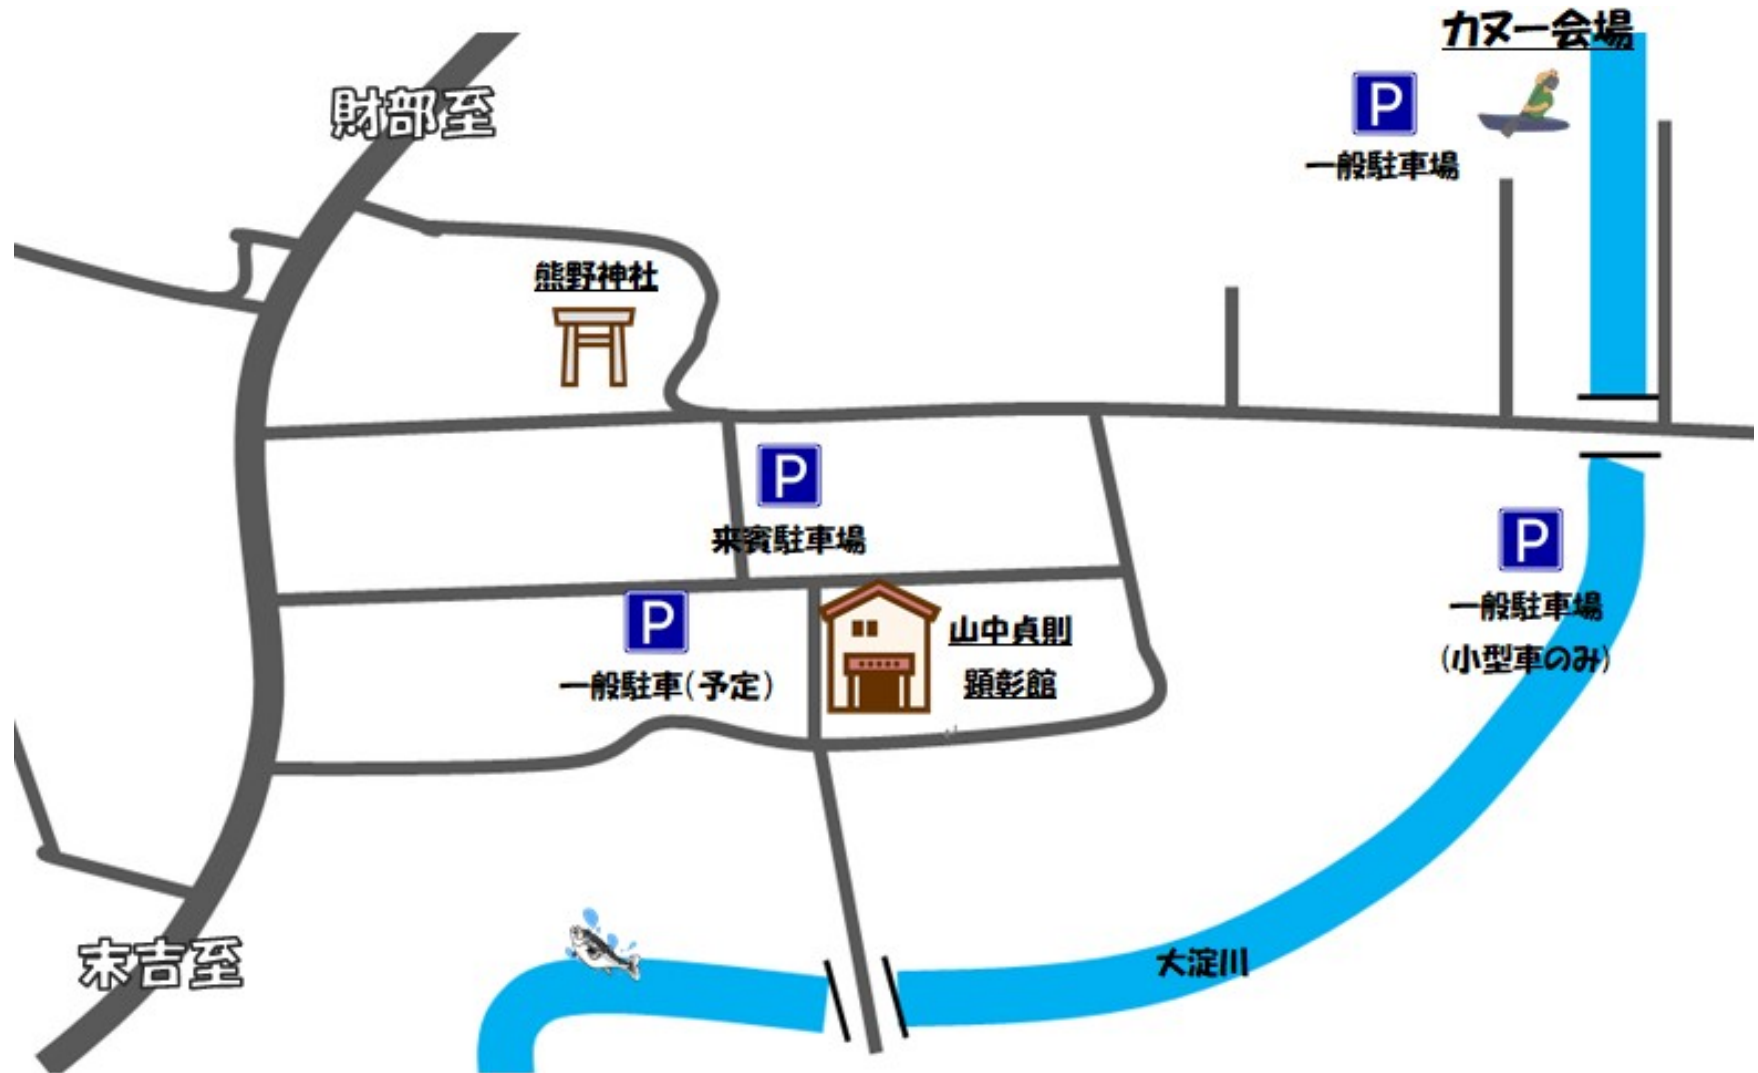 カヌー会場
財部至
P
一般駐車場
熊野神社
P
来賓駐車場
P
一般駐車場
(小型車のみ)
P
一般駐車(予定)
山中貞則
顕彰館
末吉至
大淀川